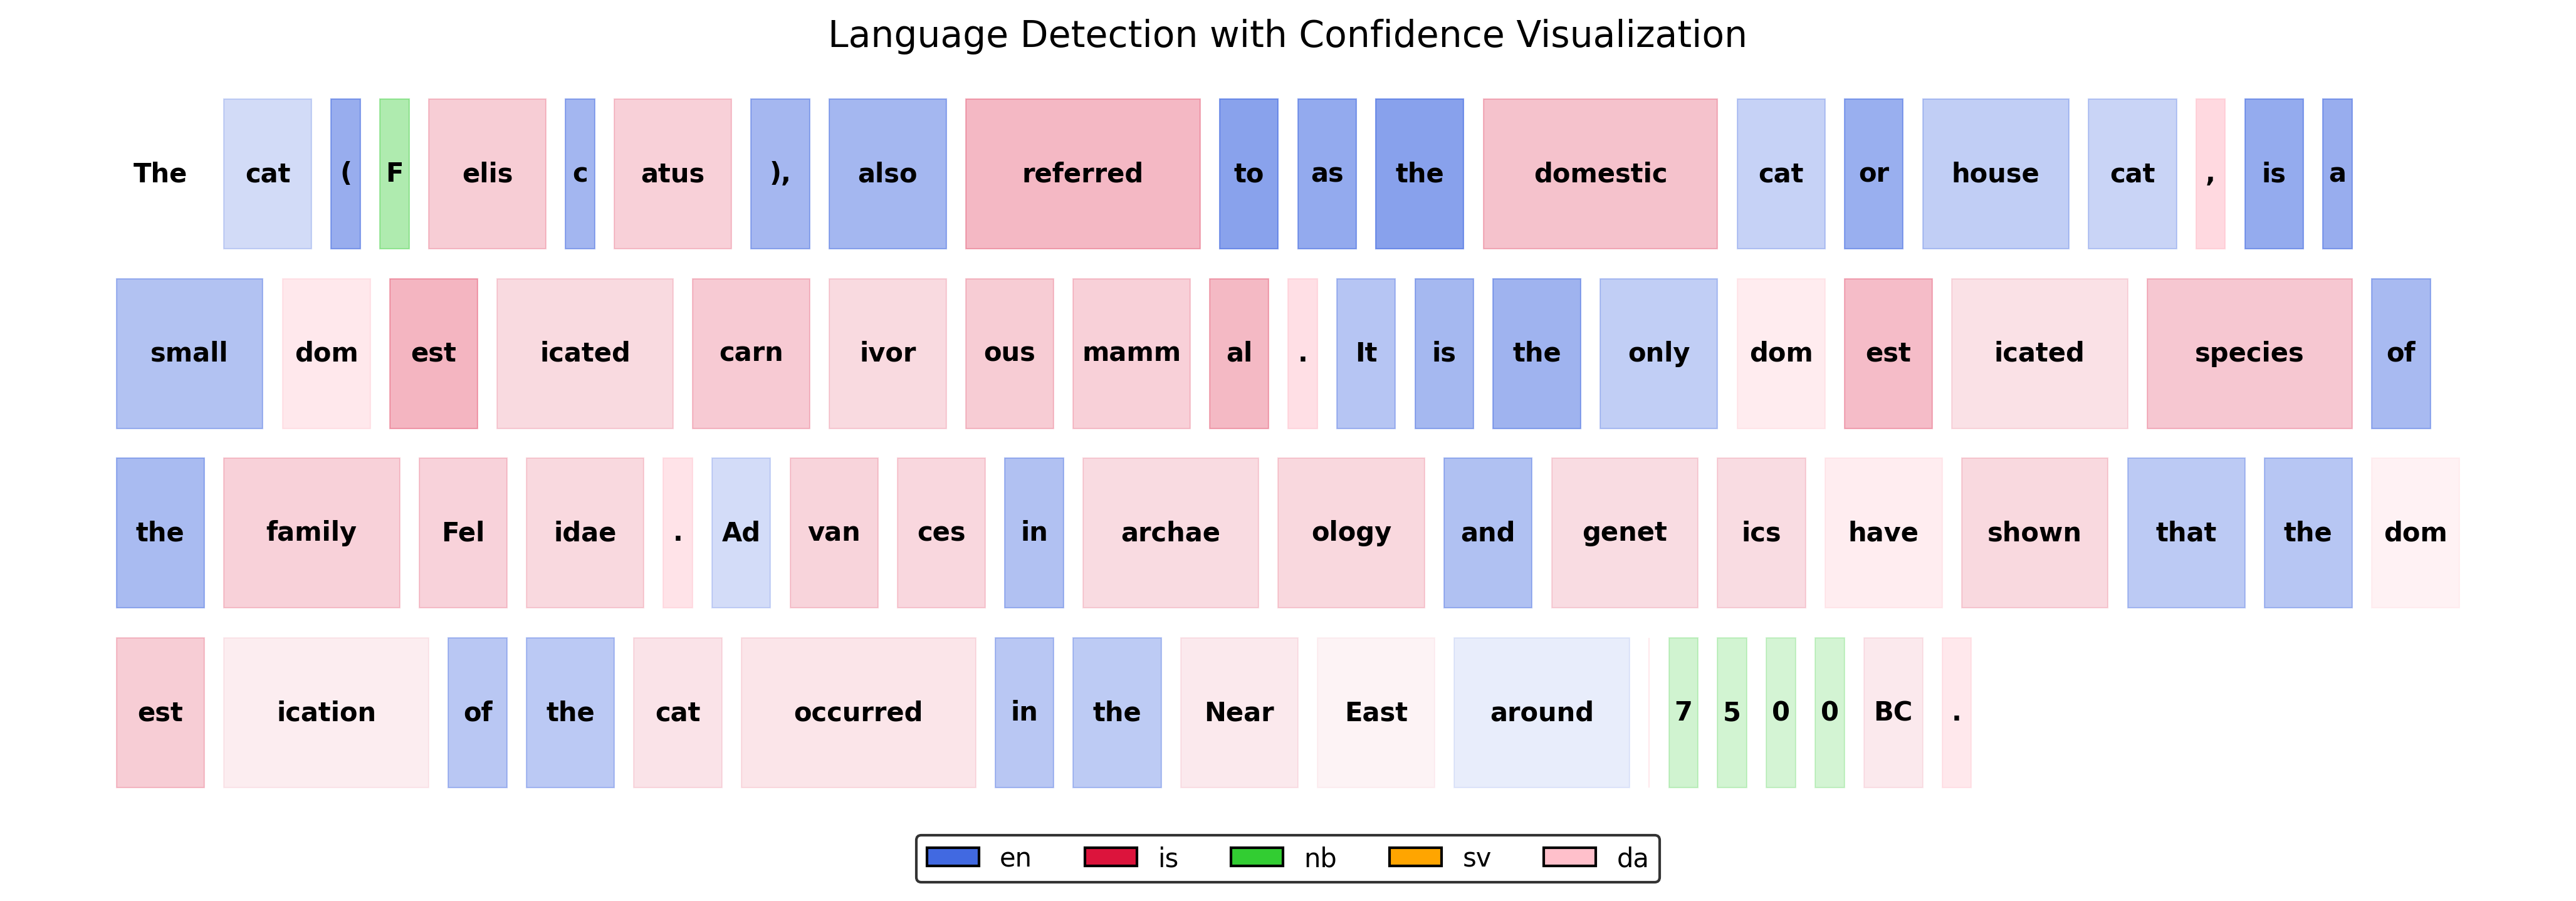 Language Detection with Confidence Visualization
The cat ( F elis c atus ), also referred to as the domestic cat or house cat , is a
small dom est icated carn ivor ous mamm al . It is the only dom est icated species of
the family Fel idae . Ad van ces in archae ology and genet ics have shown that the dom
est ication of the cat occurred in the Near East around 7 5 0 0 BC .
en is nb sv da